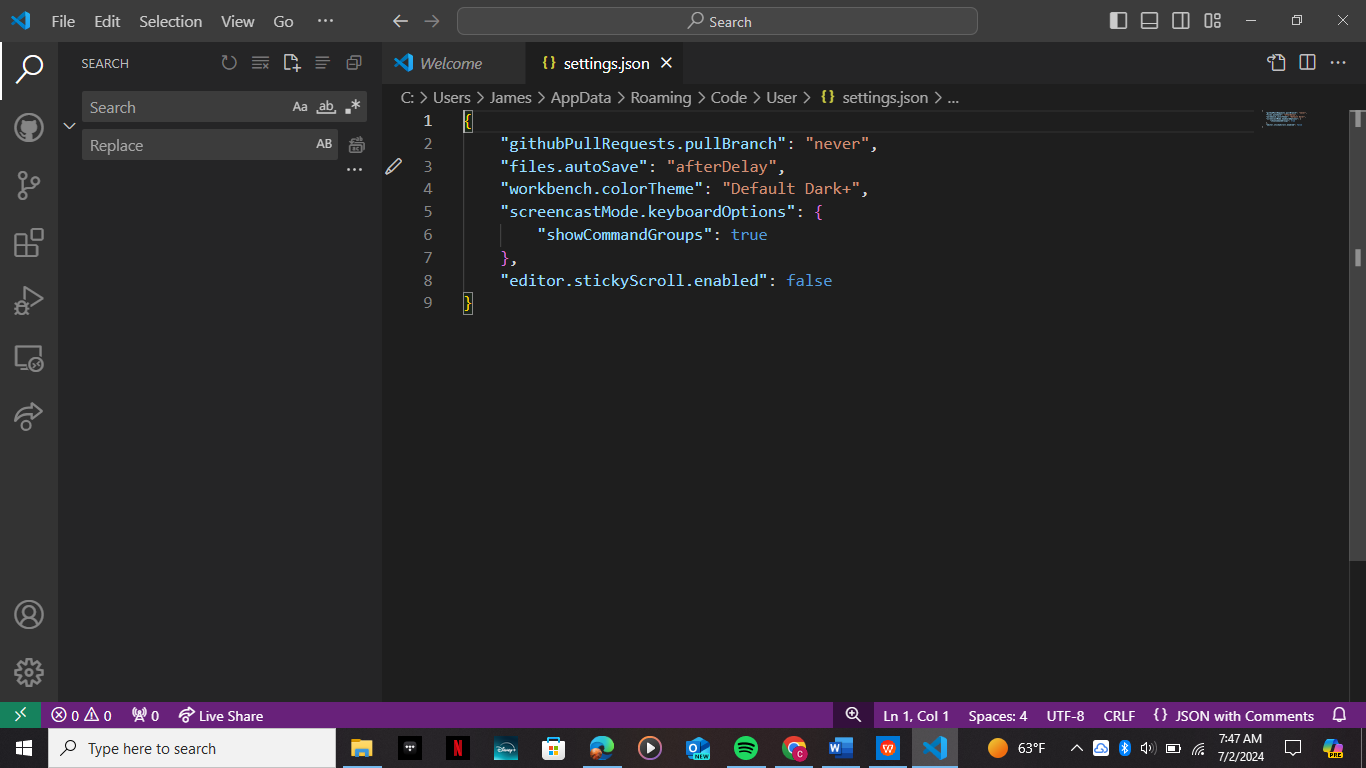 File Edit Selection View Go ···
Search
SEARCH
Search Aa ab .*
Replace AB
···
Welcome
{} settings.json
C: > Users > James > AppData > Roaming > Code > User > {} settings.json > ...
1 {
2 "githubPullRequests.pullBranch": "never",
3 "files.autoSave": "afterDelay",
4 "workbench.colorTheme": "Default Dark+",
5 "screencastMode.keyboardOptions": {
6 "showCommandGroups": true
7 },
8 "editor.stickyScroll.enabled": false
9 }
0 0 0 Live Share
Ln 1, Col 1 Spaces: 4 UTF-8 CRLF {} JSON with Comments
Type here to search
N
Disney+
NEW
C
W
W
63°F
7:47 AM
7/2/2024
PRE